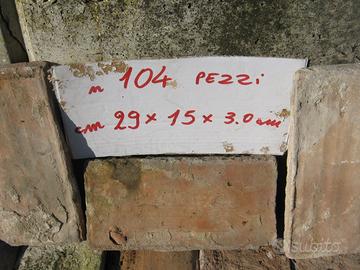 n 104 PEZZI
cm 29 x 15 x 3.0 cm
subito